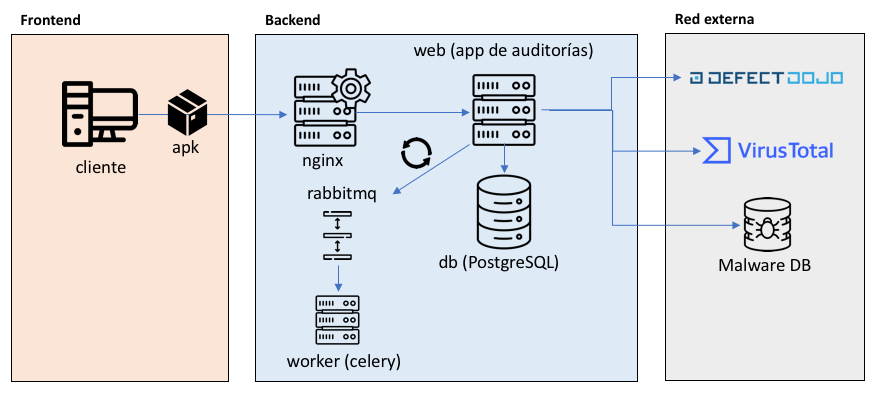 Frontend
Backend
Red externa
cliente
apk
nginx
web (app de auditorías)
rabbitmq
db (PostgreSQL)
worker (celery)
DEFECTDOJO
VirusTotal
Malware DB